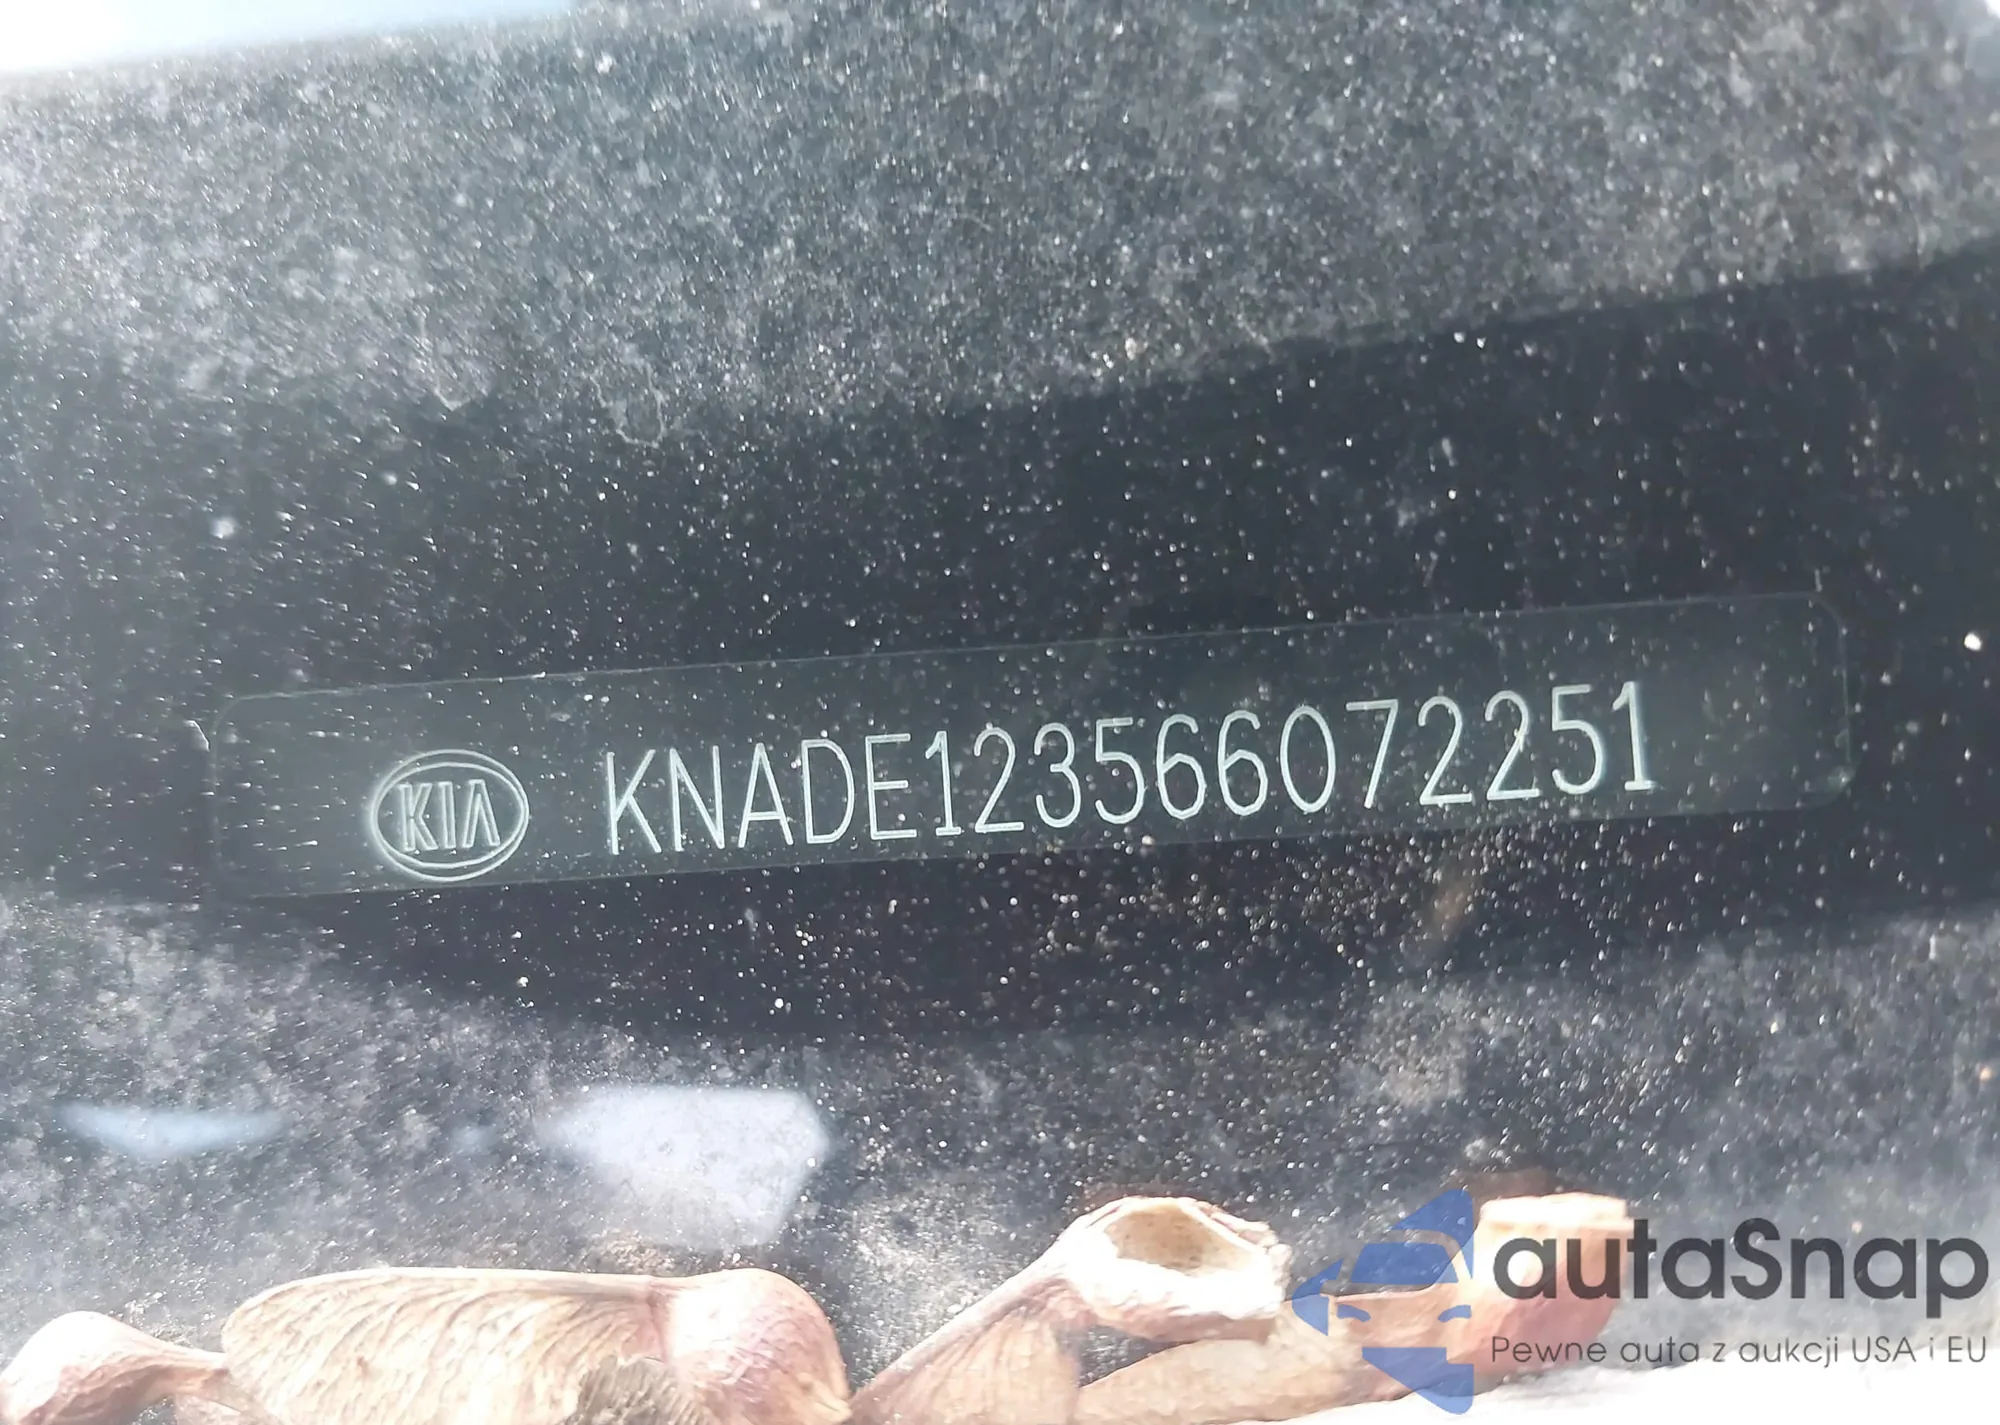 KIA KNADE123566072251
autaSnap
Pewne auta z aukcji USA i EU